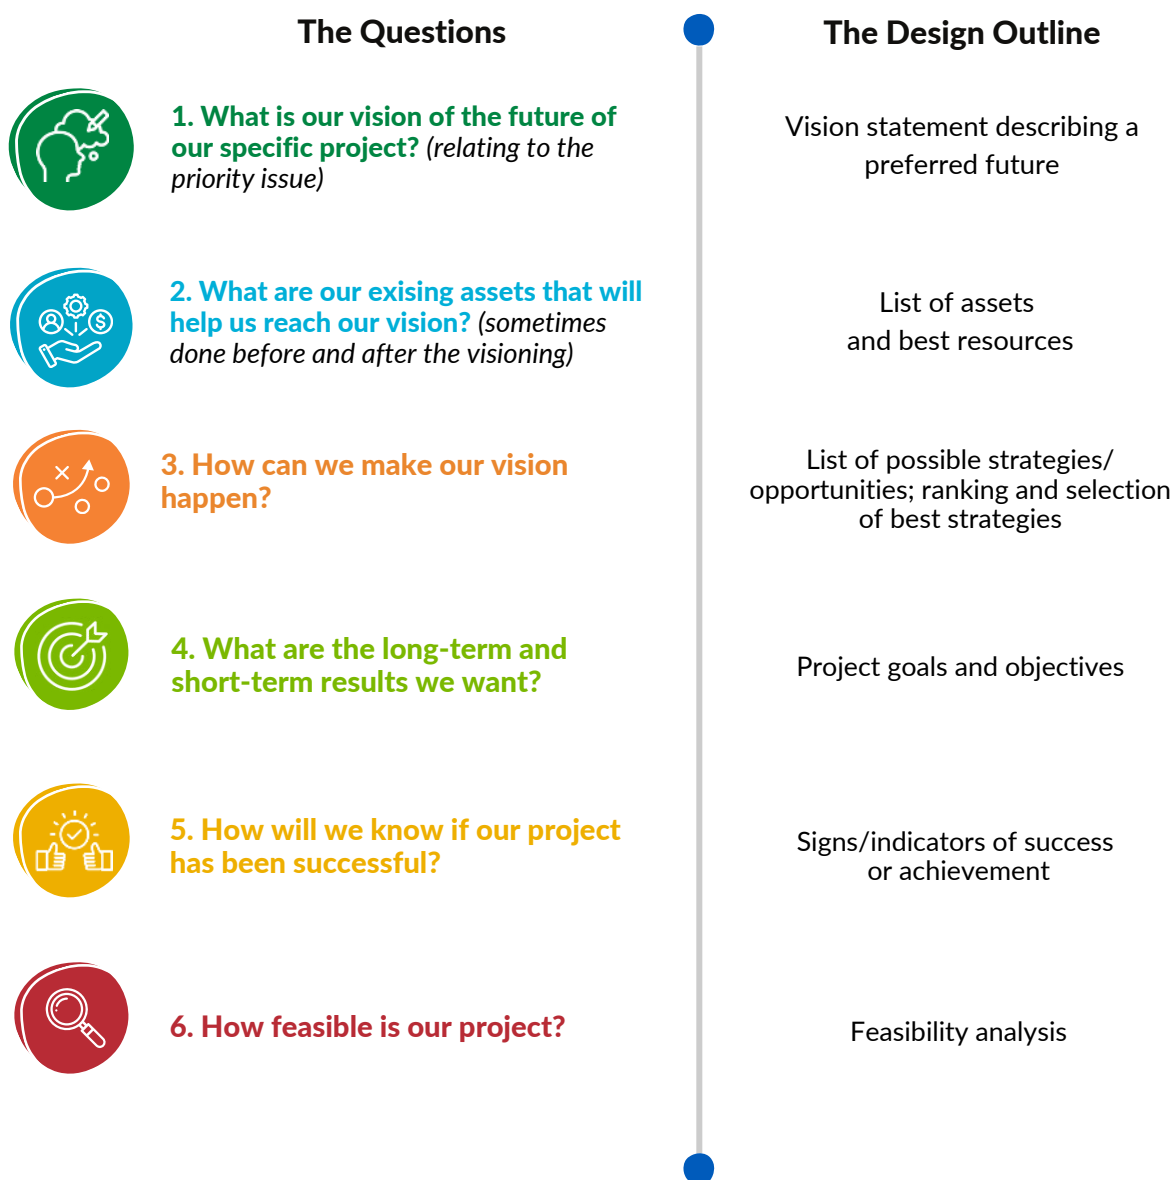 The Questions
The Design Outline
1. What is our vision of the future of
our specific project? (relating to the
priority issue)
Vision statement describing a
preferred future
2. What are our exising assets that will
help us reach our vision? (sometimes
done before and after the visioning)
List of assets
and best resources
3. How can we make our vision
happen?
List of possible strategies/
opportunities; ranking and selection
of best strategies
4. What are the long-term and
short-term results we want?
Project goals and objectives
5. How will we know if our project
has been successful?
Signs/indicators of success
or achievement
6. How feasible is our project?
Feasibility analysis